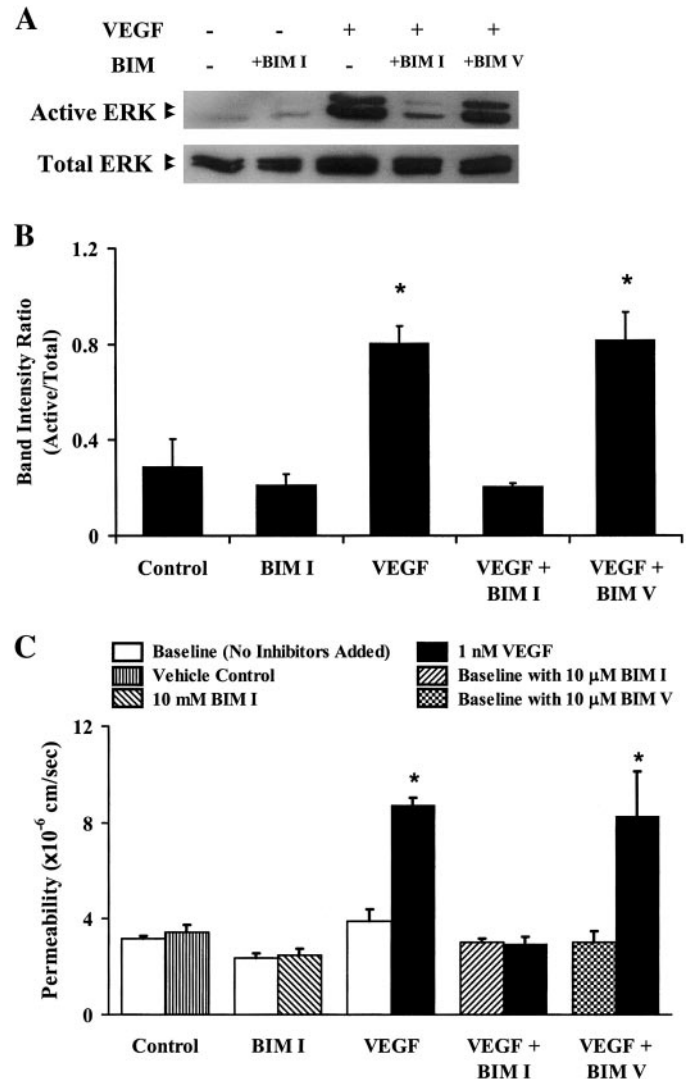 A
VEGF - - + + +
BIM - +BIM I - +BIM I +BIM V
Active ERK
Total ERK
B
Band Intensity Ratio
(Active/Total)
1.2
0.8
0.4
0
Control BIM I VEGF VEGF + VEGF +
BIM I BIM V
C
Baseline (No Inhibitors Added) 1 nM VEGF
Vehicle Control Baseline with 10 µM BIM I
10 mM BIM I Baseline with 10 µM BIM V
Permeability (x10-6 cm/sec)
12
*
*
8
4
0
Control BIM I VEGF VEGF + VEGF +
BIM I BIM V